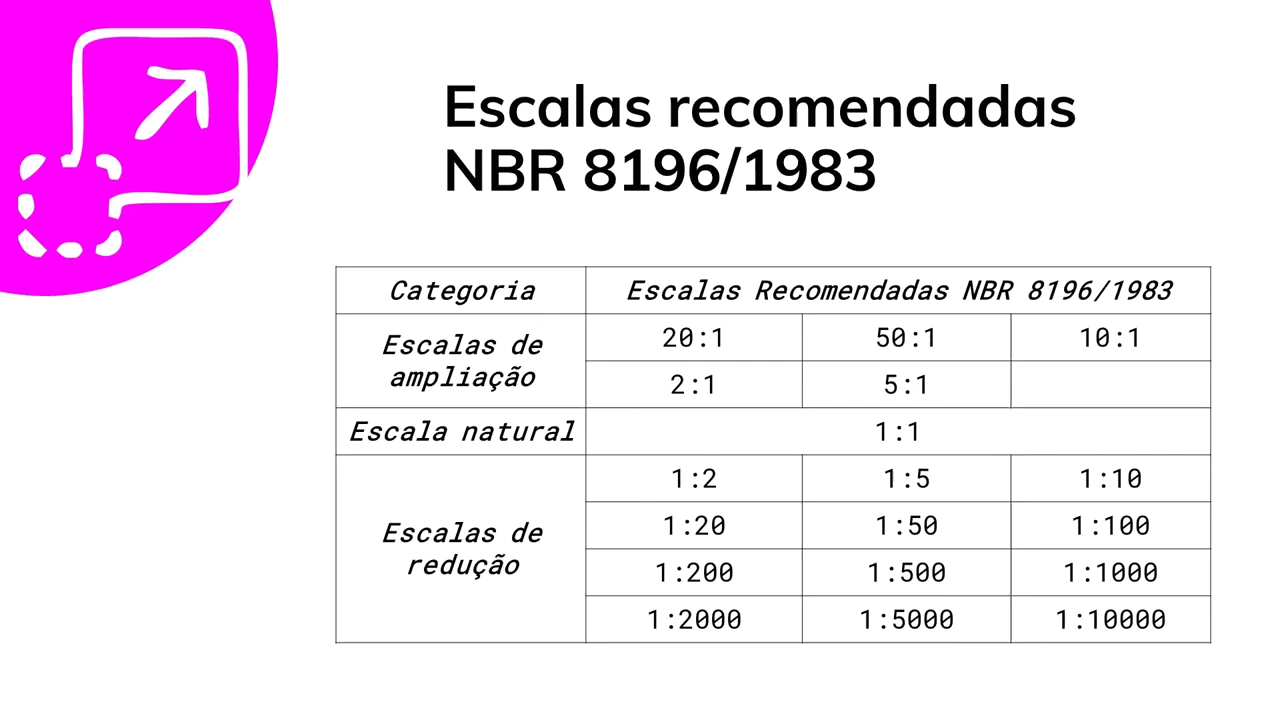 Escalas recomendadas
NBR 8196/1983
Categoria
Escalas Recomendadas NBR 8196/1983
Escalas de
ampliação
20:1
50:1
10:1
2:1
5:1
Escala natural
1:1
Escalas de
redução
1:2
1:5
1:10
1:20
1:50
1:100
1:200
1:500
1:1000
1:2000
1:5000
1:10000